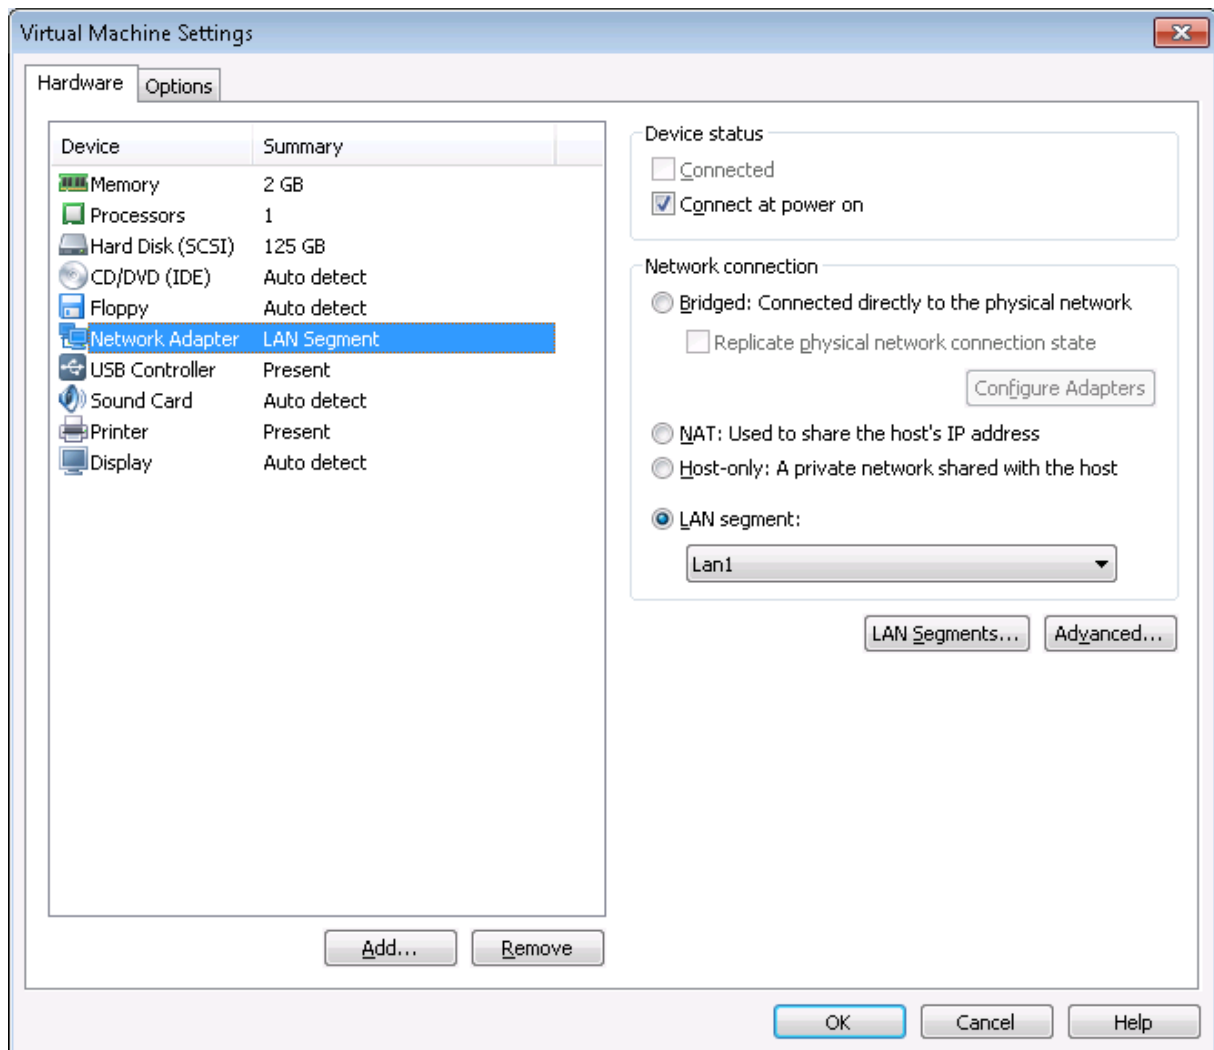 Virtual Machine Settings
Hardware
Options
Device Summary
Memory 2 GB
Processors 1
Hard Disk (SCSI) 125 GB
CD/DVD (IDE) Auto detect
Floppy Auto detect
Network Adapter LAN Segment
USB Controller Present
Sound Card Auto detect
Printer Present
Display Auto detect
Add...
Remove
Device status
Connected
Connect at power on
Network connection
Bridged: Connected directly to the physical network
Replicate physical network connection state
Configure Adapters
NAT: Used to share the host's IP address
Host-only: A private network shared with the host
LAN segment:
Lan1
LAN Segments...
Advanced...
OK
Cancel
Help